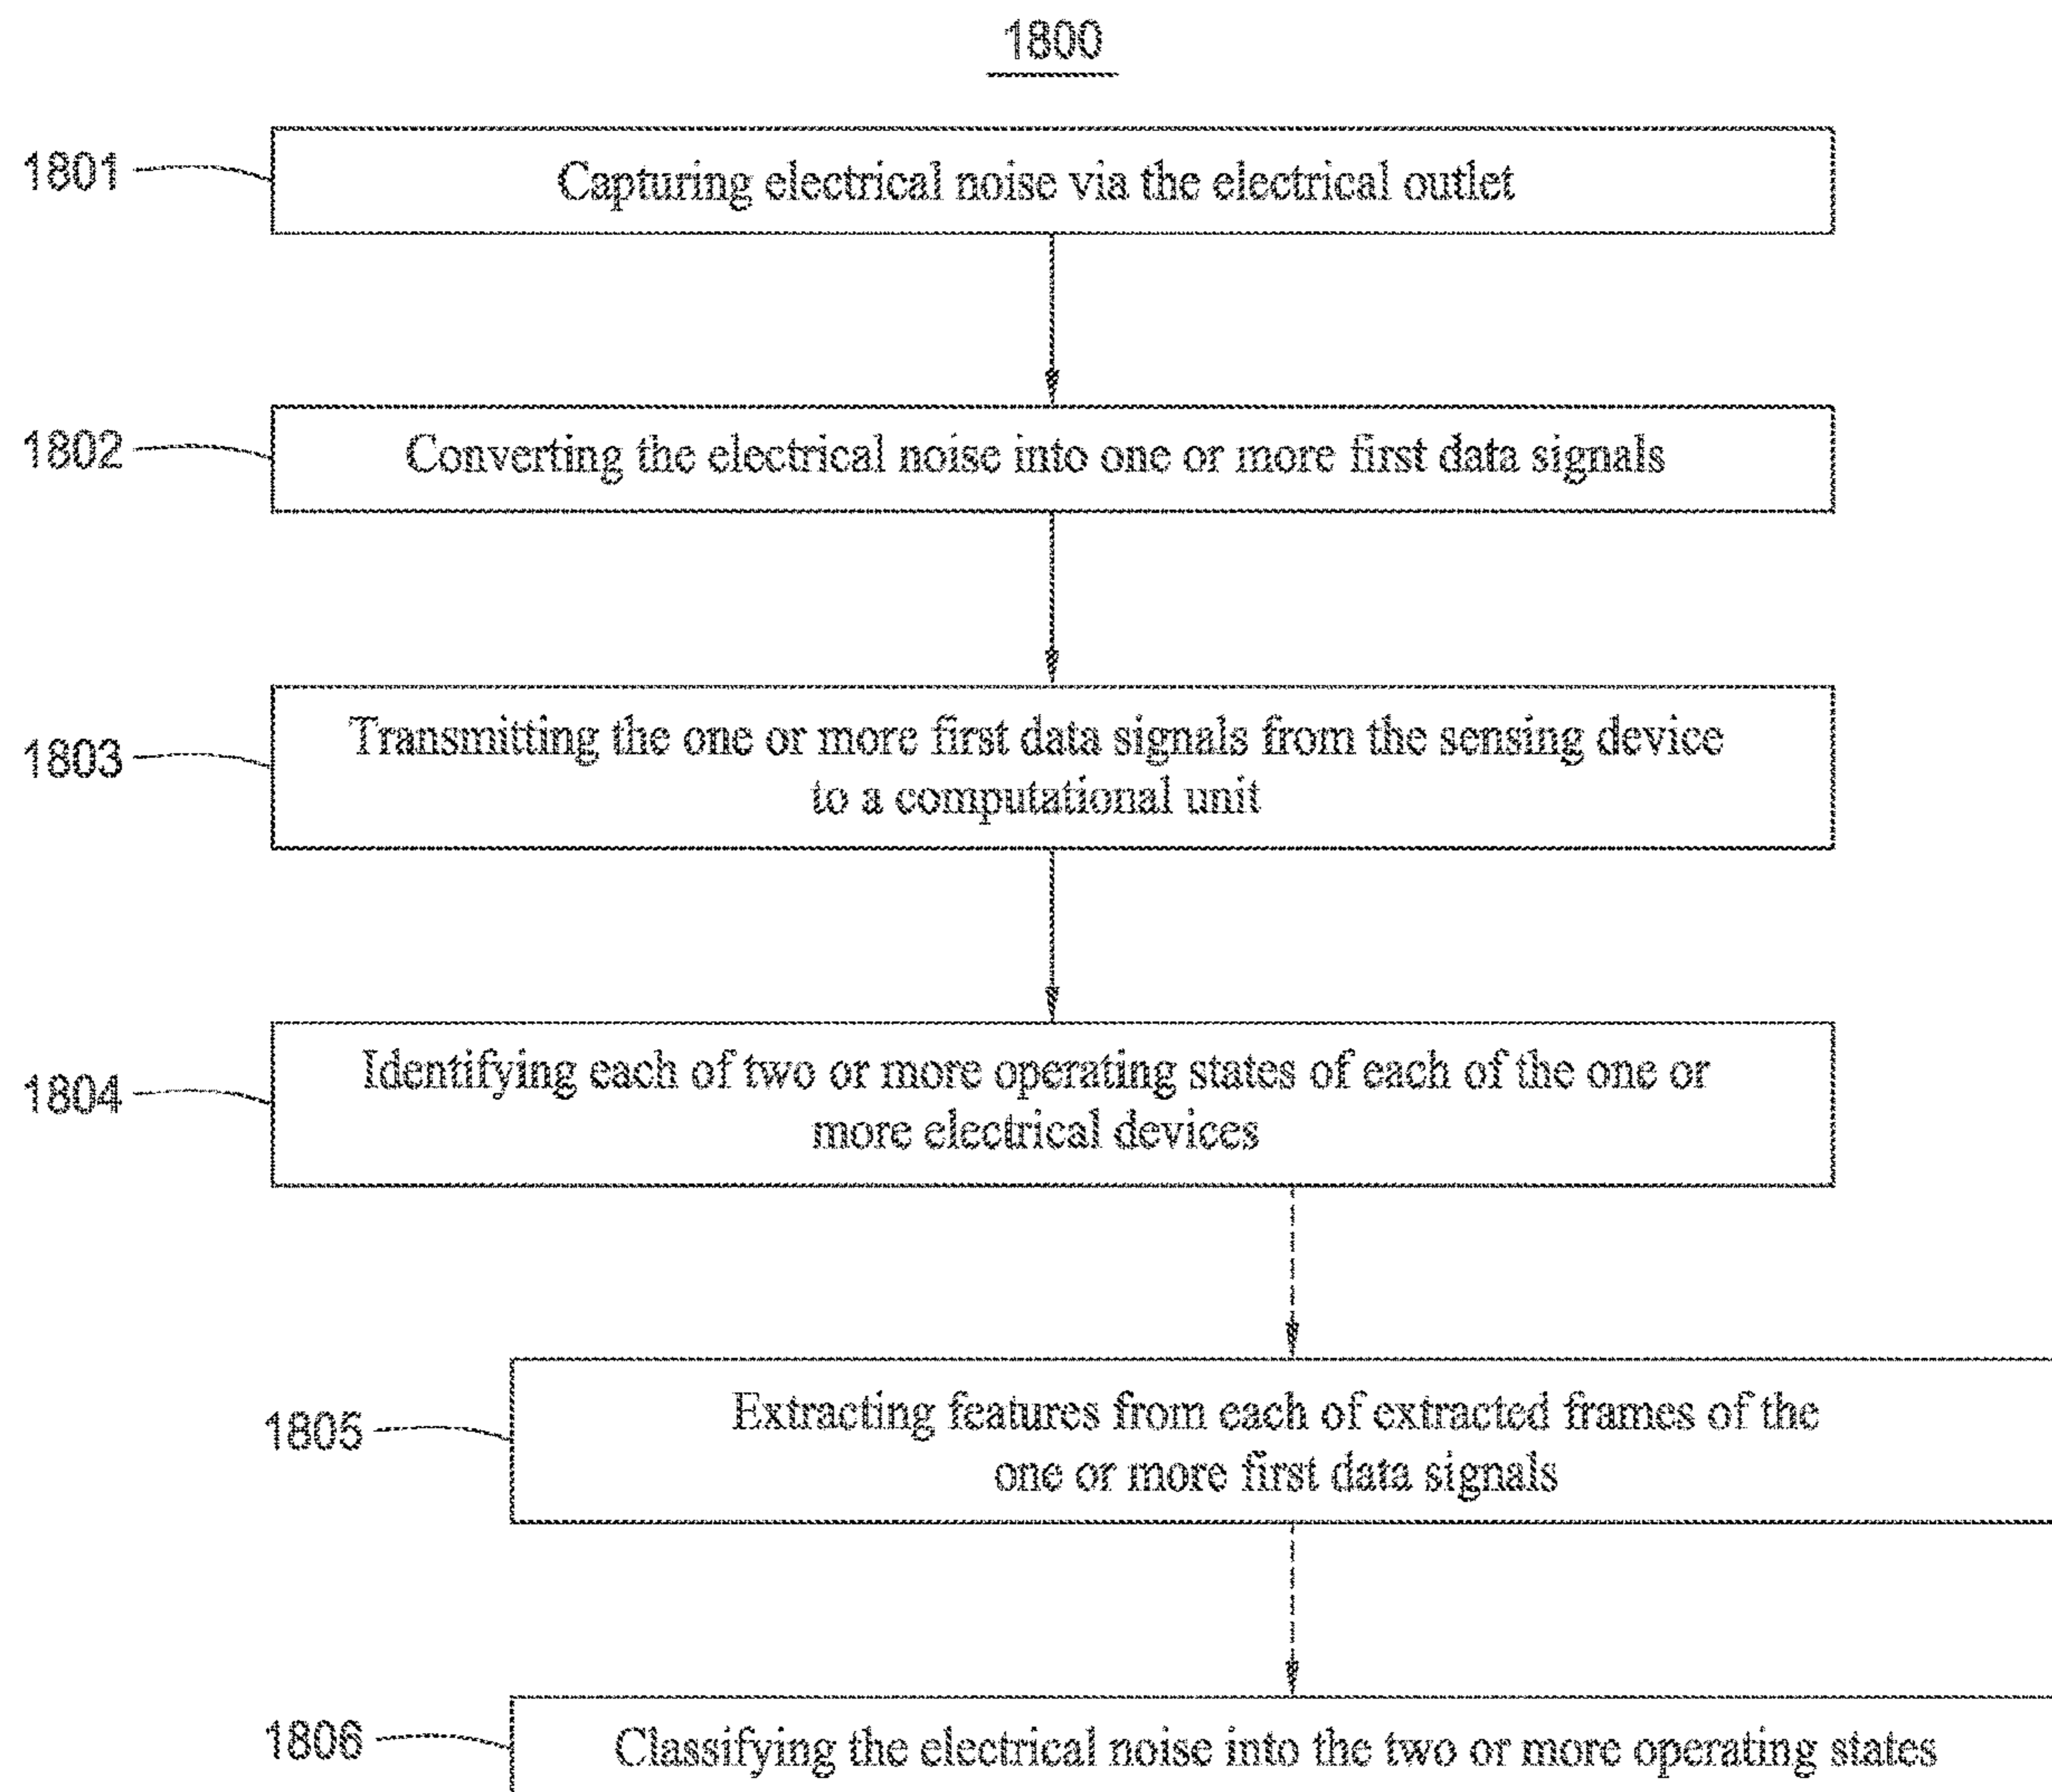 1800
1801
Capturing electrical noise via the electrical outlet
1802
Converting the electrical noise into one or more first data signals
1803
Transmitting the one or more first data signals from the sensing device
to a computational unit
1804
Identifying each of two or more operating states of each of the one or
more electrical devices
1805
Extracting features from each of extracted frames of the
one or more first data signals
1806
Classifying the electrical noise into the two or more operating states